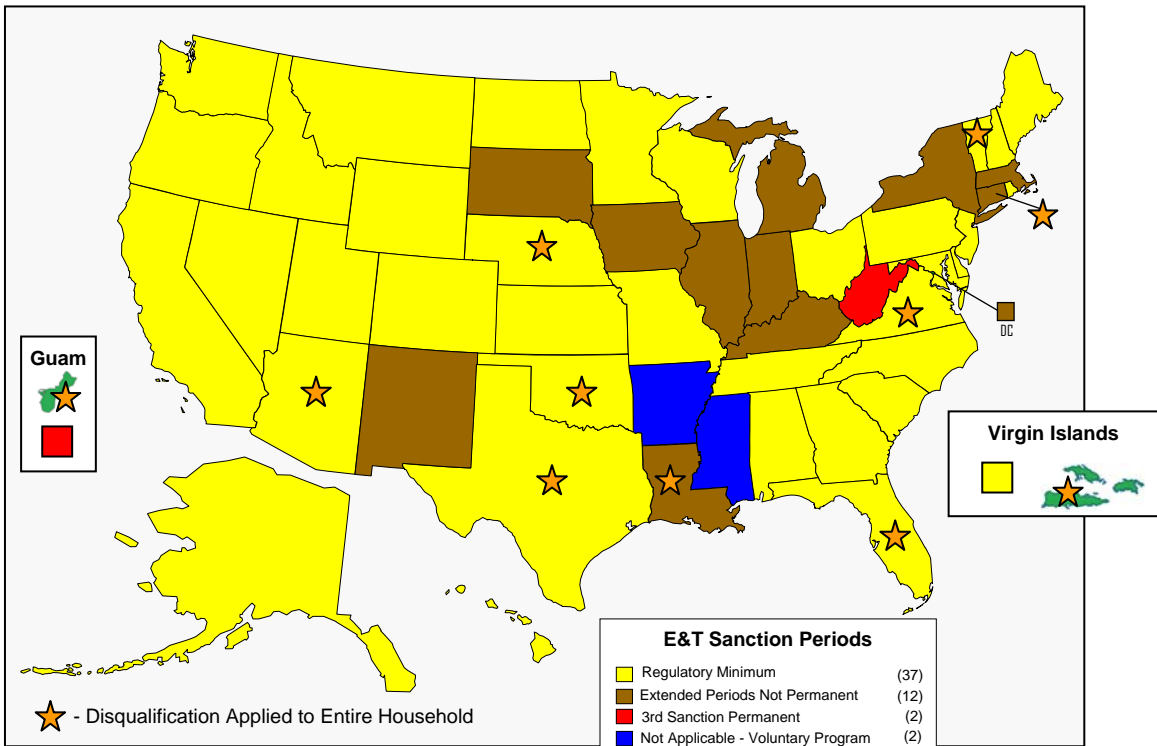 Guam
DC
Virgin Islands
E&T Sanction Periods
Regulatory Minimum (37)
Extended Periods Not Permanent (12)
3rd Sanction Permanent (2)
Not Applicable - Voluntary Program (2)
- Disqualification Applied to Entire Household